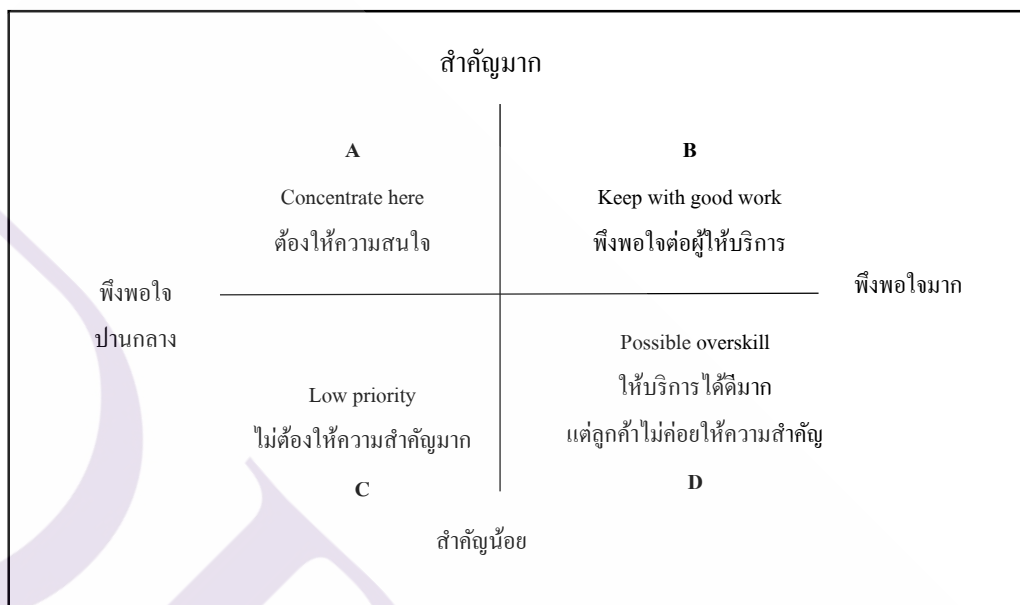 สำคัญมาก
A
Concentrate here
ต้องให้ความสนใจ
B
Keep with good work
พึงพอใจต่อผู้ให้บริการ
พึงพอใจ
ปานกลาง
พึงพอใจมาก
Low priority
ไม่ต้องให้ความสำคัญมาก
C
Possible overskill
ให้บริการได้ดีมาก
แต่ลูกค้าไม่ค่อยให้ความสำคัญ
D
สำคัญน้อย